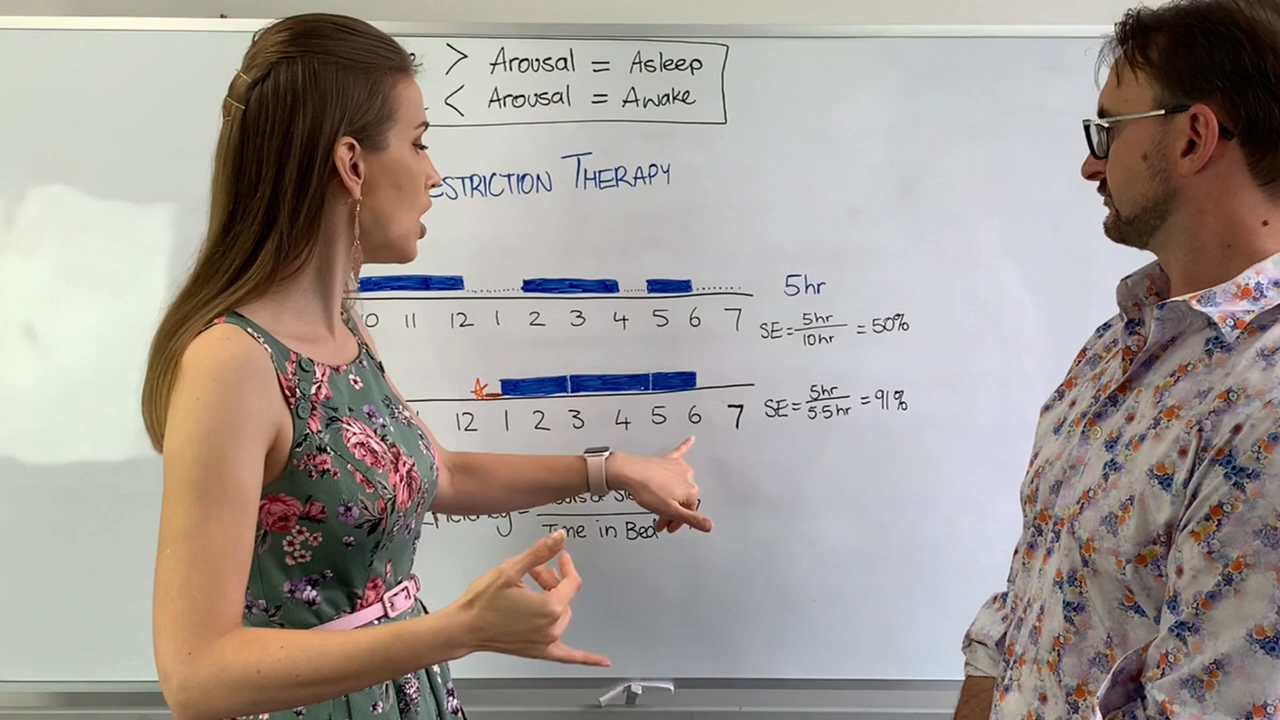 > Arousal = Asleep
< Arousal = Awake
ESTRICTION THERAPY
5hr
10 11 12 1 2 3 4 5 6 7
SE = 5hr / 10hr = 50%
12 1 2 3 4 5 6 7
SE = 5hr / 5.5hr = 91%
Time in Bed